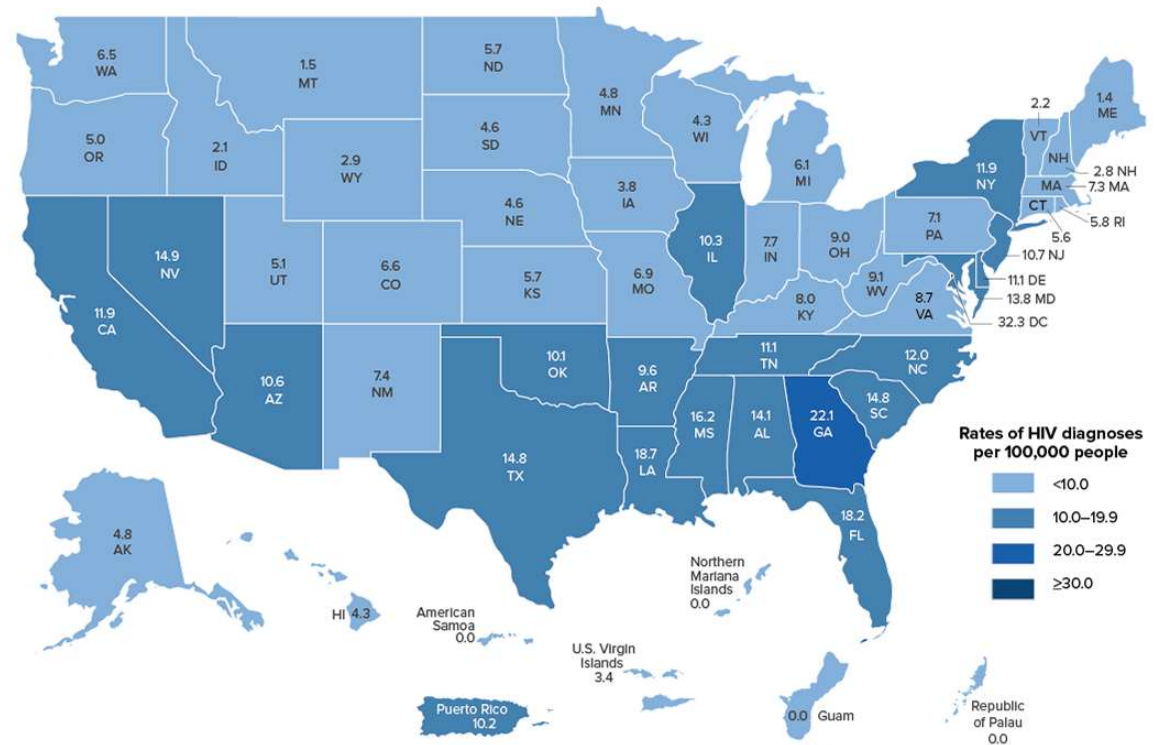 6.5
WA
1.5
MT
5.7
ND
4.8
MN
4.3
WI
6.1
MI
2.2
VT
1.4
ME
NH
2.8 NH
MA
7.3 MA
CT
5.6
5.8 RI
11.9
NY
10.7 NJ
11.1 DE
13.8 MD
32.3 DC
5.0
OR
2.1
ID
2.9
WY
4.6
SD
3.8
IA
4.6
NE
10.3
IL
7.7
IN
9.0
OH
7.1
PA
9.1
WV
8.7
VA
14.9
NV
5.1
UT
6.6
CO
5.7
KS
6.9
MO
8.0
KY
11.9
CA
10.6
AZ
7.4
NM
10.1
OK
9.6
AR
11.1
TN
12.0
NC
14.8
SC
14.8
TX
18.7
LA
16.2
MS
14.1
AL
22.1
GA
18.2
FL
Rates of HIV diagnoses
per 100,000 people
<10.0
10.0–19.9
20.0–29.9
≥30.0
4.8
AK
HI 4.3
American
Samoa
0.0
Northern
Mariana
Islands
0.0
U.S. Virgin
Islands
3.4
Puerto Rico
10.2
0.0 Guam
Republic
of Palau
0.0